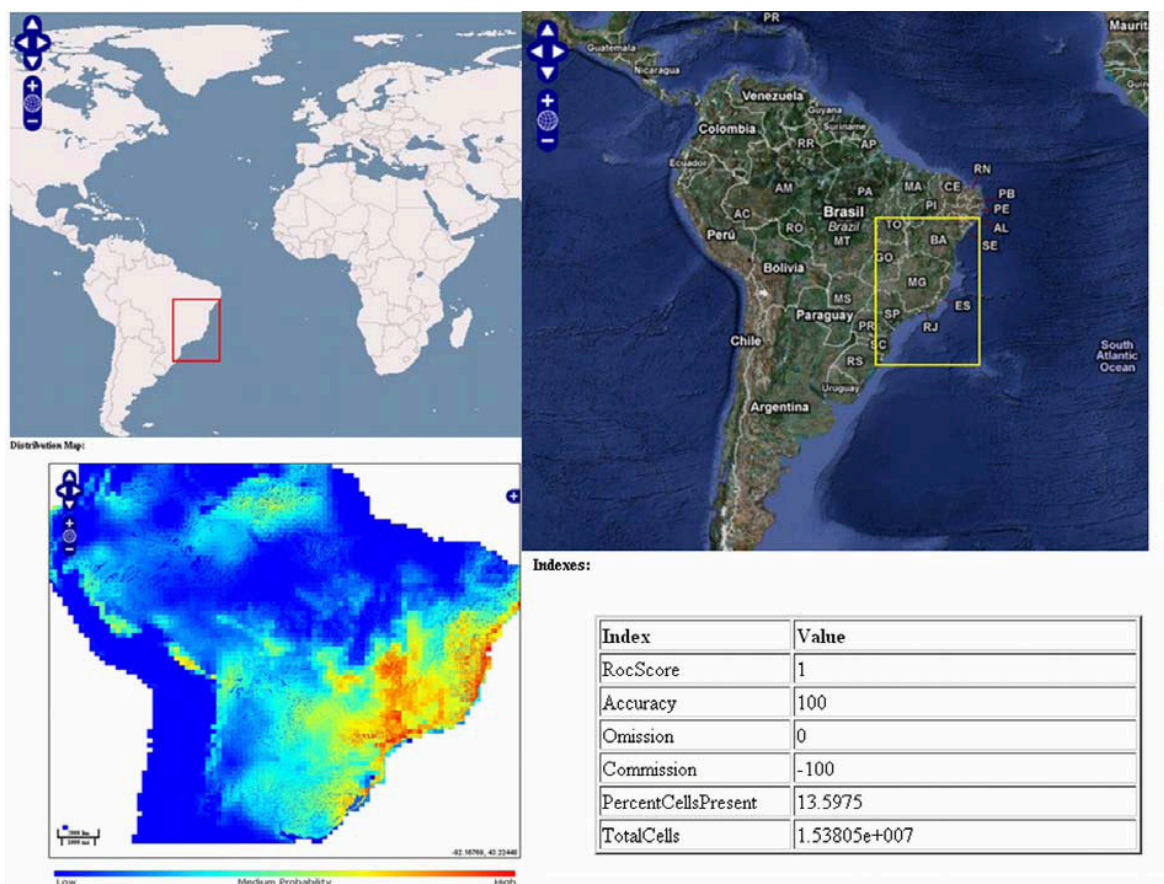 PR
Maurit
Guatemala
Nicaragua
Venezuela
Guyana
Suriname
Colombia
RR
AP
Ecuador
RN
AM
PA
MA
CE
PB
PI
PE
AC
Brasil
TO
AL
Perú
RO
Brazil
BA
SE
MT
GO
Bolivia
MG
MS
ES
Paraguay
SP
PR
RJ
Chile
SC
RS
South
Atlantic
Ocean
Uruguay
Argentina
Distribution Map:
Indexes:
Index Value
RocScore 1
Accuracy 100
Omission 0
Commission -100
PercentCellsPresent 13.5975
TotalCells 1.53805e+007
Low Medium Probability High